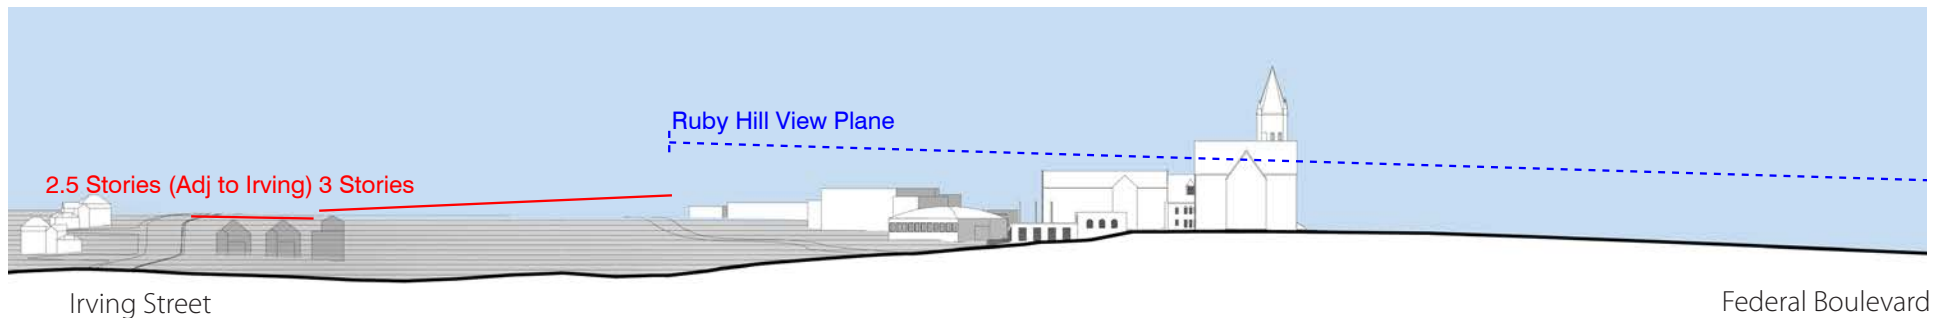 Ruby Hill View Plane
2.5 Stories (Adj to Irving) 3 Stories
Irving Street
Federal Boulevard